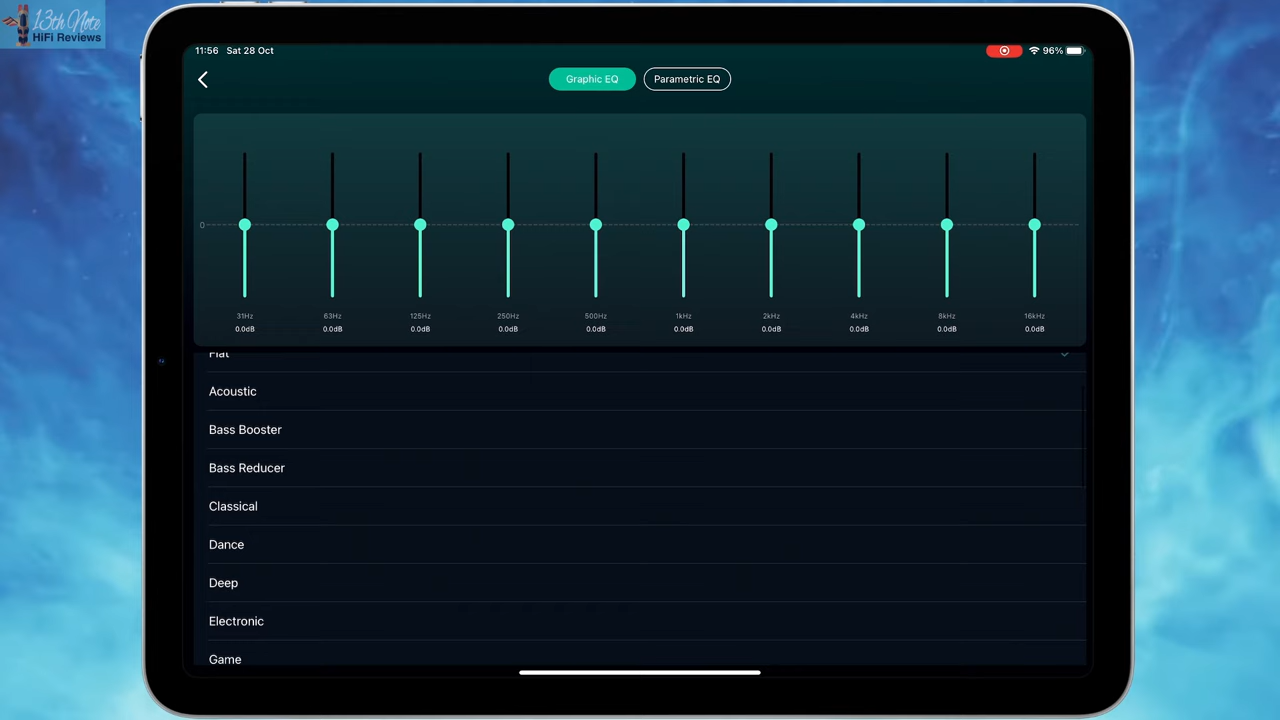 13th Note
HiFi Reviews
11:56 Sat 28 Oct
96%
Graphic EQ
Parametric EQ
0
31Hz 63Hz 125Hz 250Hz 500Hz 1kHz 2kHz 4kHz 8kHz 16kHz
0.0dB 0.0dB 0.0dB 0.0dB 0.0dB 0.0dB 0.0dB 0.0dB 0.0dB 0.0dB
Flat
Acoustic
Bass Booster
Bass Reducer
Classical
Dance
Deep
Electronic
Game